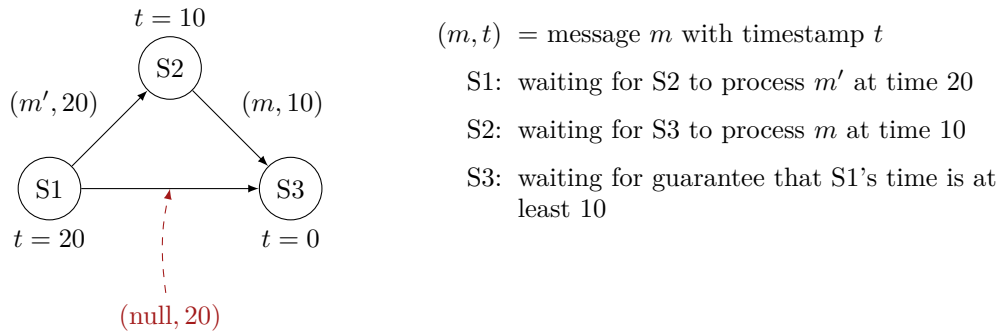 t = 10
S2
(m′, 20)
(m, 10)
S1
S3
t = 20
t = 0
(null, 20)
(m, t) = message m with timestamp t
S1: waiting for S2 to process m′ at time 20
S2: waiting for S3 to process m at time 10
S3: waiting for guarantee that S1's time is at
least 10